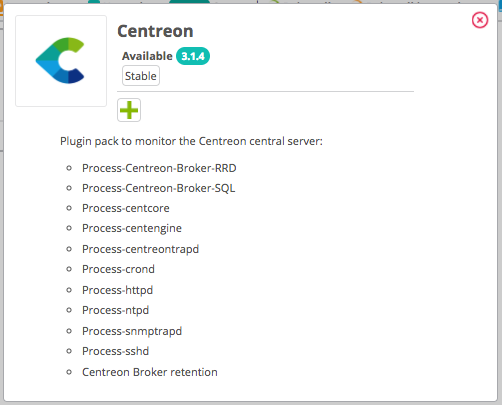 Centreon
Available 3.1.4
Stable
Plugin pack to monitor the Centreon central server:
Process-Centreon-Broker-RRD
Process-Centreon-Broker-SQL
Process-centcore
Process-centengine
Process-centreontrapd
Process-crond
Process-httpd
Process-ntpd
Process-snmptrapd
Process-sshd
Centreon Broker retention